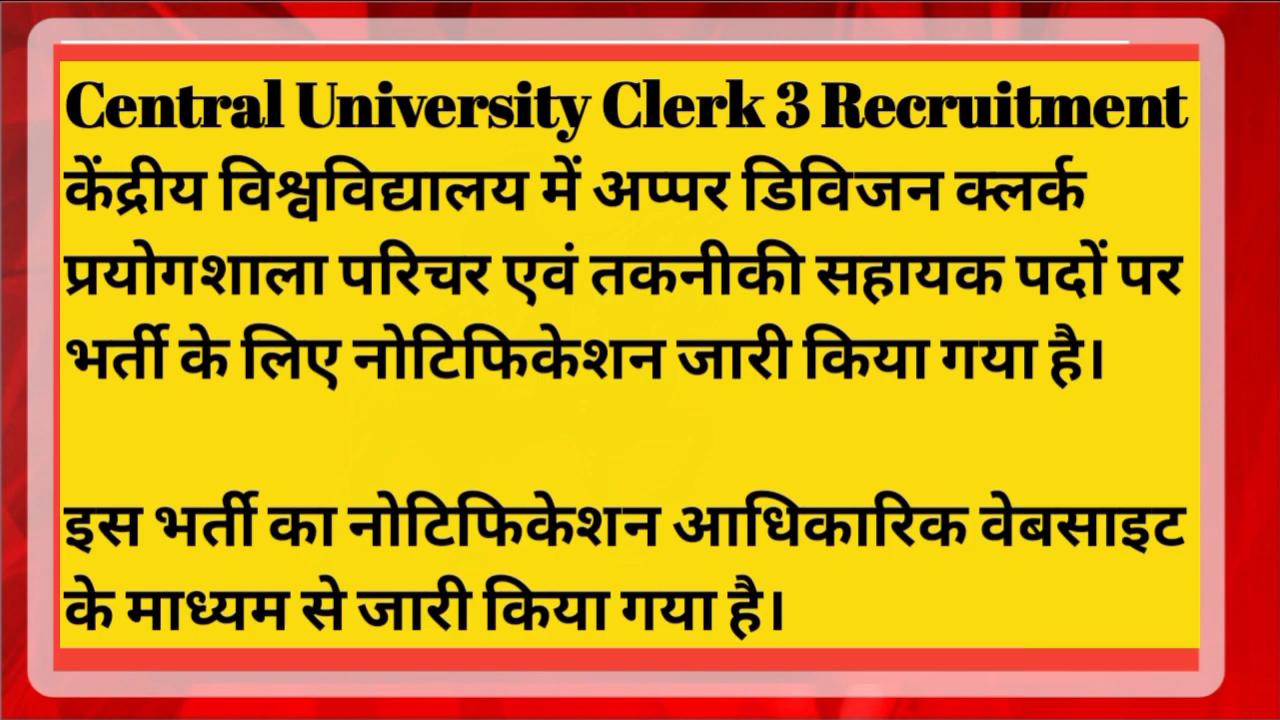 Central University Clerk 3 Recruitment
केंद्रीय विश्वविद्यालय में अप्पर डिविजन क्लर्क
प्रयोगशाला परिचर एवं तकनीकी सहायक पदों पर
भर्ती के लिए नोटिफिकेशन जारी किया गया है।
इस भर्ती का नोटिफिकेशन आधिकारिक वेबसाइट
के माध्यम से जारी किया गया है।